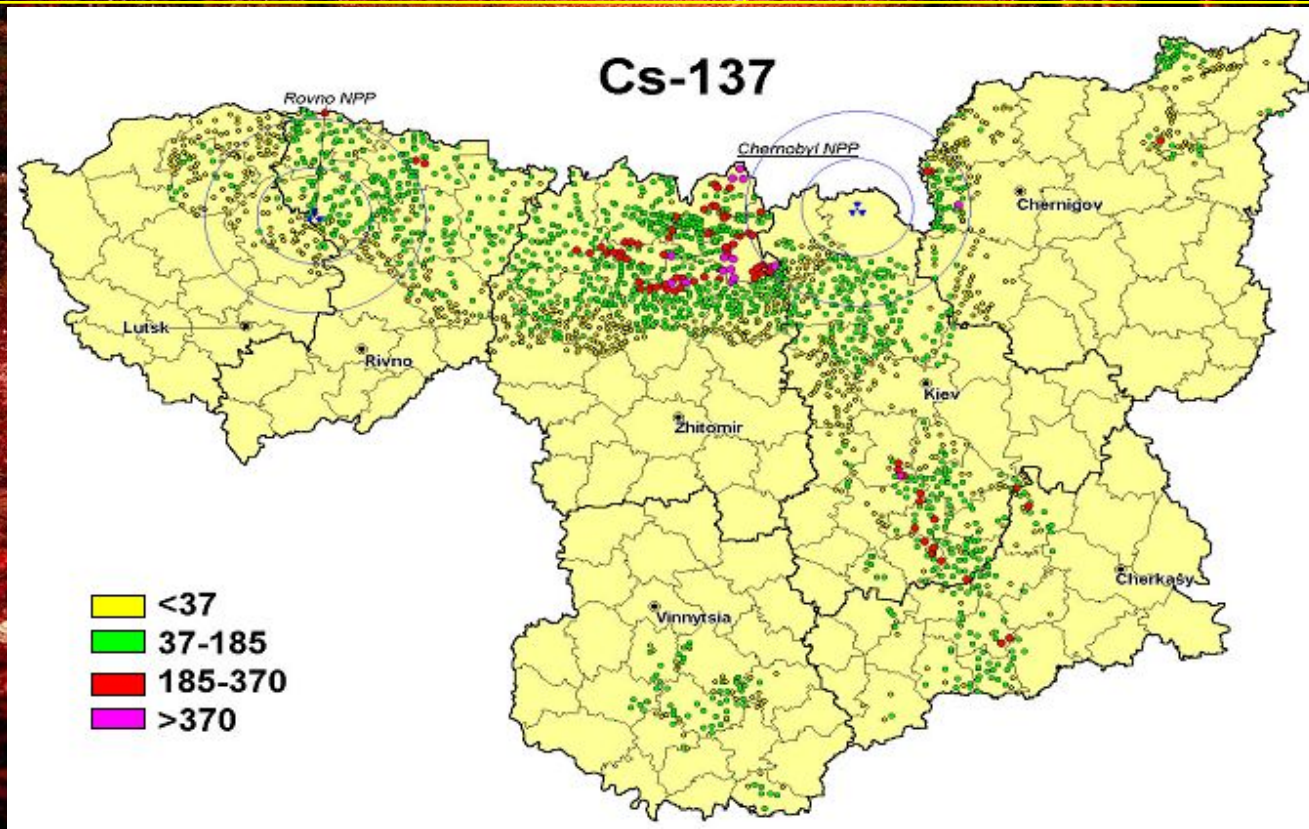 Cs-137
Rovno NPP
Chernobyl NPP
Chernigov
Lutsk
Rivno
Kiev
Zhitomir
Cherkasy
Vinnytsia
<37
37-185
185-370
>370